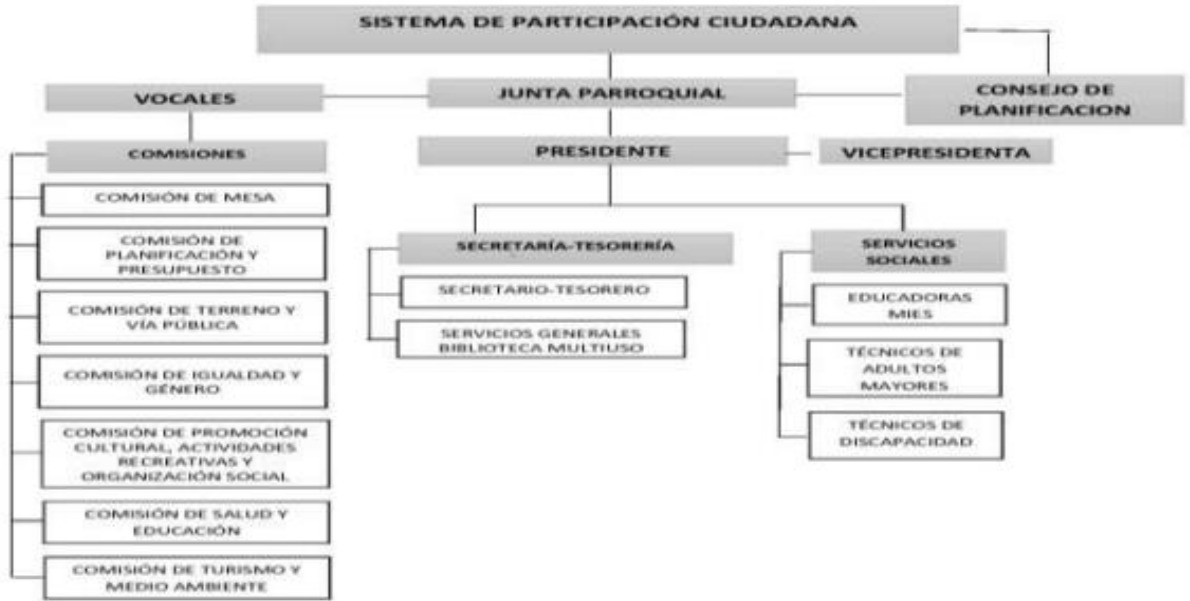 SISTEMA DE PARTICIPACIÓN CIUDADANA
VOCALES
JUNTA PARROQUIAL
CONSEJO DE
PLANIFICACION
COMISIONES
PRESIDENTE
VICEPRESIDENTA
COMISIÓN DE MESA
COMISIÓN DE
PLANIFICACIÓN Y
PRESUPUESTO
COMISIÓN DE TERRENO Y
VÍA PÚBLICA
COMISIÓN DE IGUALDAD Y
GÉNERO
COMISIÓN DE PROMOCIÓN
CULTURAL, ACTIVIDADES
RECREATIVAS Y
ORGANIZACIÓN SOCIAL
COMISIÓN DE SALUD Y
EDUCACIÓN
COMISIÓN DE TURISMO Y
MEDIO AMBIENTE
SECRETARÍA-TESORERÍA
SECRETARIO-TESORERO
SERVICIOS GENERALES
BIBLIOTECA MULTIUSO
SERVICIOS
SOCIALES
EDUCADORAS
MIES
TÉCNICOS DE
ADULTOS
MAYORES
TÉCNICOS DE
DISCAPACIDAD